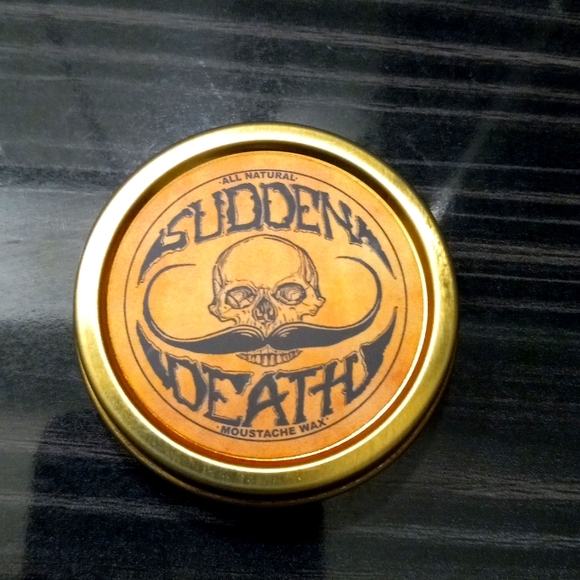 ·ALL NATURAL·
SUDDEN
DEATH
·MOUSTACHE WAX·